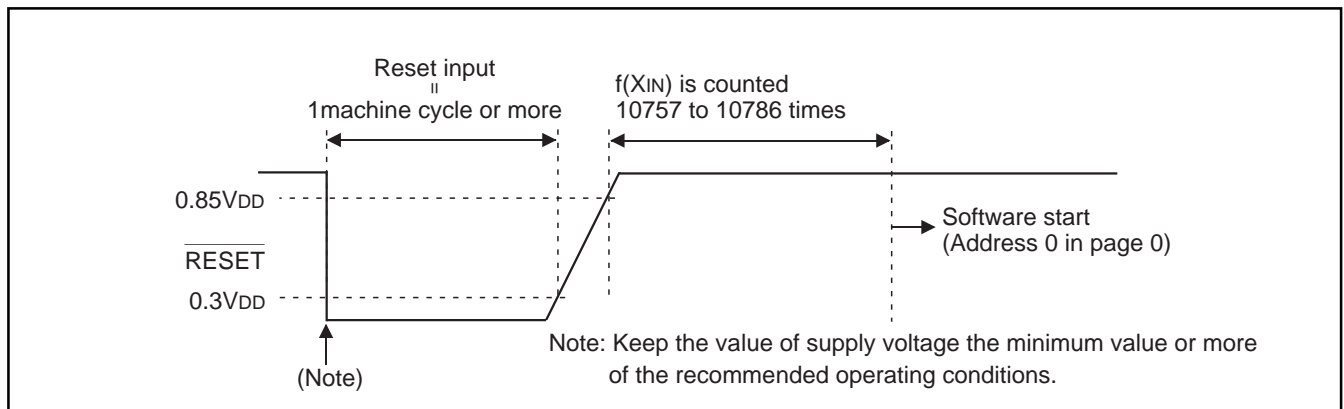 Reset input
=
1machine cycle or more
f(XIN) is counted
10757 to 10786 times
0.85VDD
RESET
0.3VDD
Software start
(Address 0 in page 0)
(Note)
Note: Keep the value of supply voltage the minimum value or more
of the recommended operating conditions.